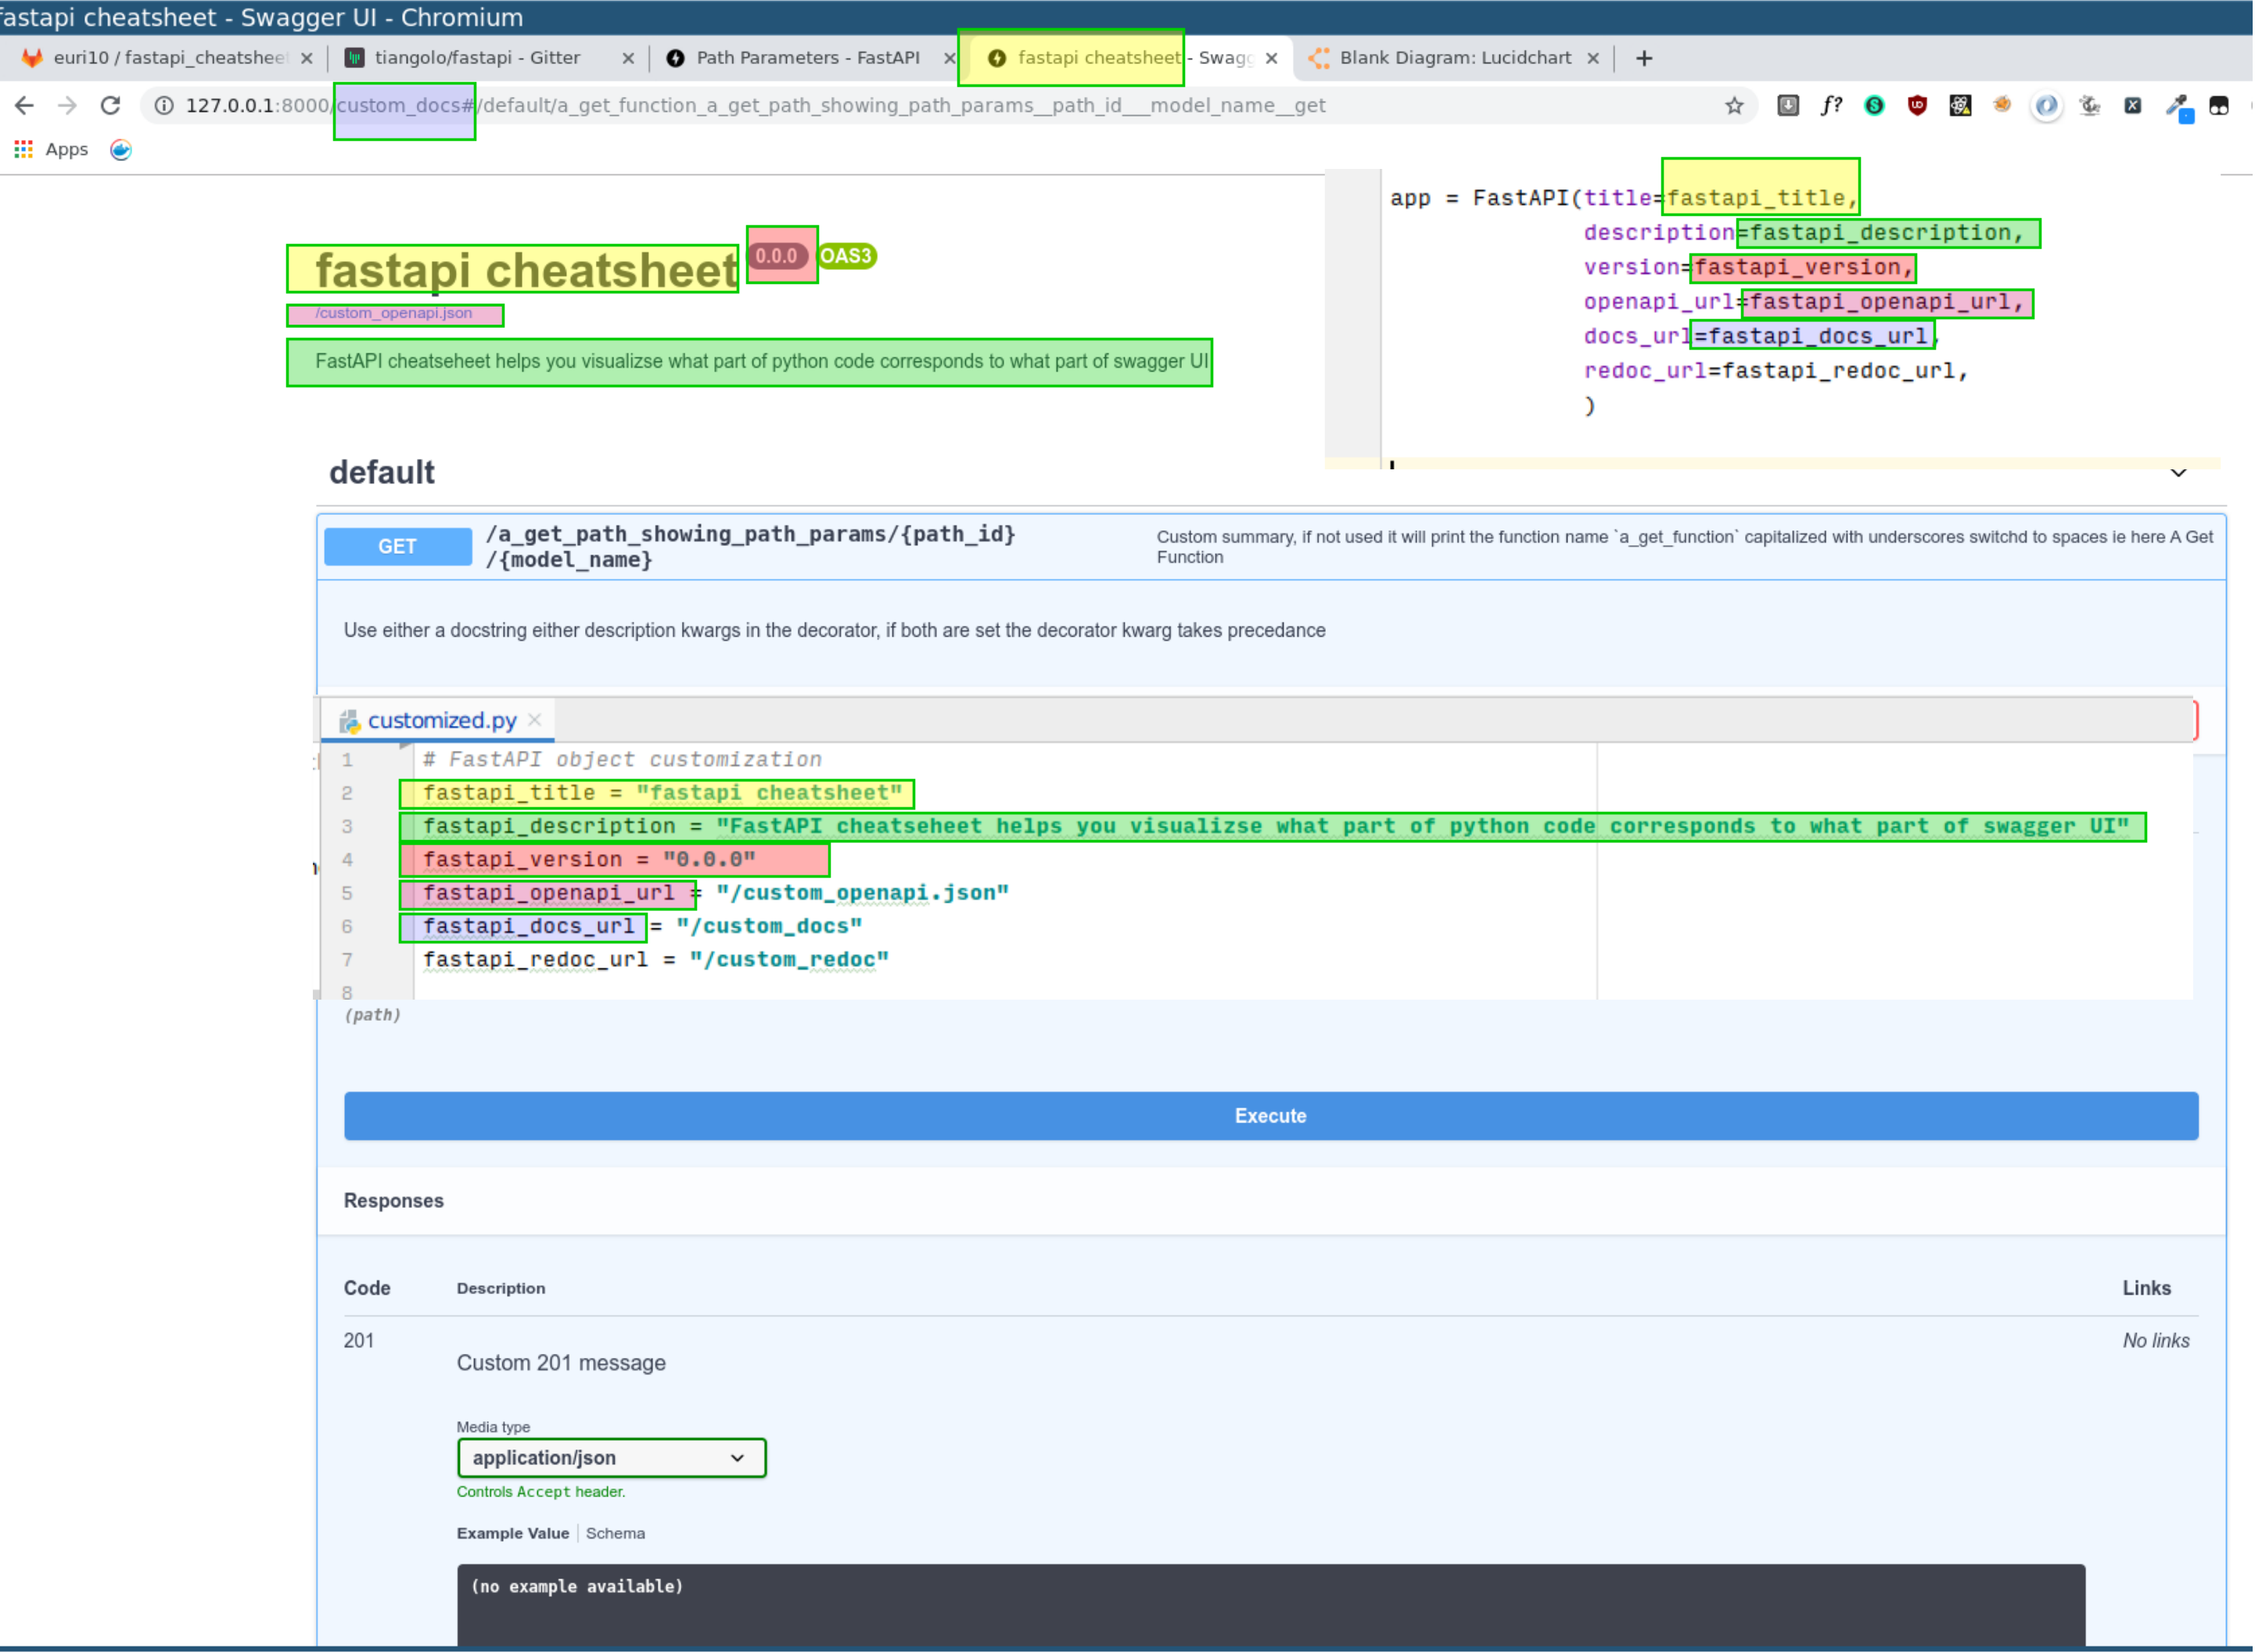 fastapi cheatsheet - Swagger UI - Chromium
euri10 / fastapi_cheatshee
tiangolo/fastapi - Gitter
Path Parameters - FastAPI
fastapi cheatsheet - Swagg
Blank Diagram: Lucidchart
127.0.0.1:8000/custom_docs#/default/a_get_function_a_get_path_showing_path_params__path_id___model_name__get
Apps
app = FastAPI(title=fastapi_title,
description=fastapi_description,
version=fastapi_version,
openapi_url=fastapi_openapi_url,
docs_url=fastapi_docs_url,
redoc_url=fastapi_redoc_url,
)
fastapi cheatsheet 0.0.0 OAS3
/custom_openapi.json
FastAPI cheatseheet helps you visualizse what part of python code corresponds to what part of swagger UI
default
GET
/a_get_path_showing_path_params/{path_id}
/{model_name}
Custom summary, if not used it will print the function name `a_get_function` capitalized with underscores switchd to spaces ie here A Get
Function
Use either a docstring either description kwargs in the decorator, if both are set the decorator kwarg takes precedance
customized.py
1 # FastAPI object customization
2 fastapi_title = "fastapi cheatsheet"
3 fastapi_description = "FastAPI cheatseheet helps you visualizse what part of python code corresponds to what part of swagger UI"
4 fastapi_version = "0.0.0"
5 fastapi_openapi_url = "/custom_openapi.json"
6 fastapi_docs_url = "/custom_docs"
7 fastapi_redoc_url = "/custom_redoc"
8
(path)
Execute
Responses
Code Description Links
201 No links
Custom 201 message
Media type
application/json
Controls Accept header.
Example Value Schema
(no example available)